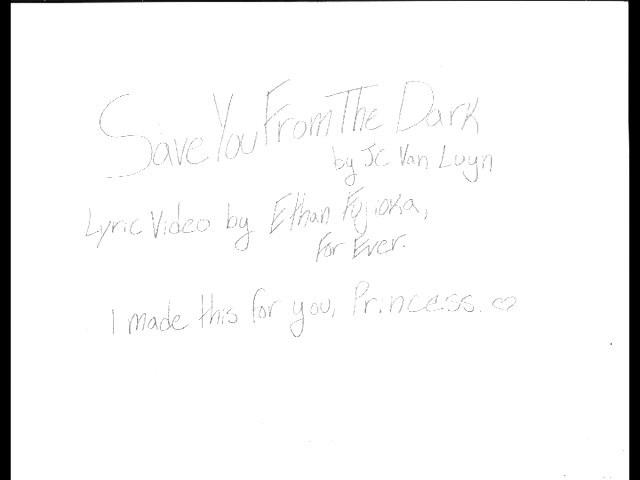 Save You From The Dark
by JC Van Luyn
Lyric Video by Ethan Fujioka,
For Ever.
I made this for you, Princess. ♡